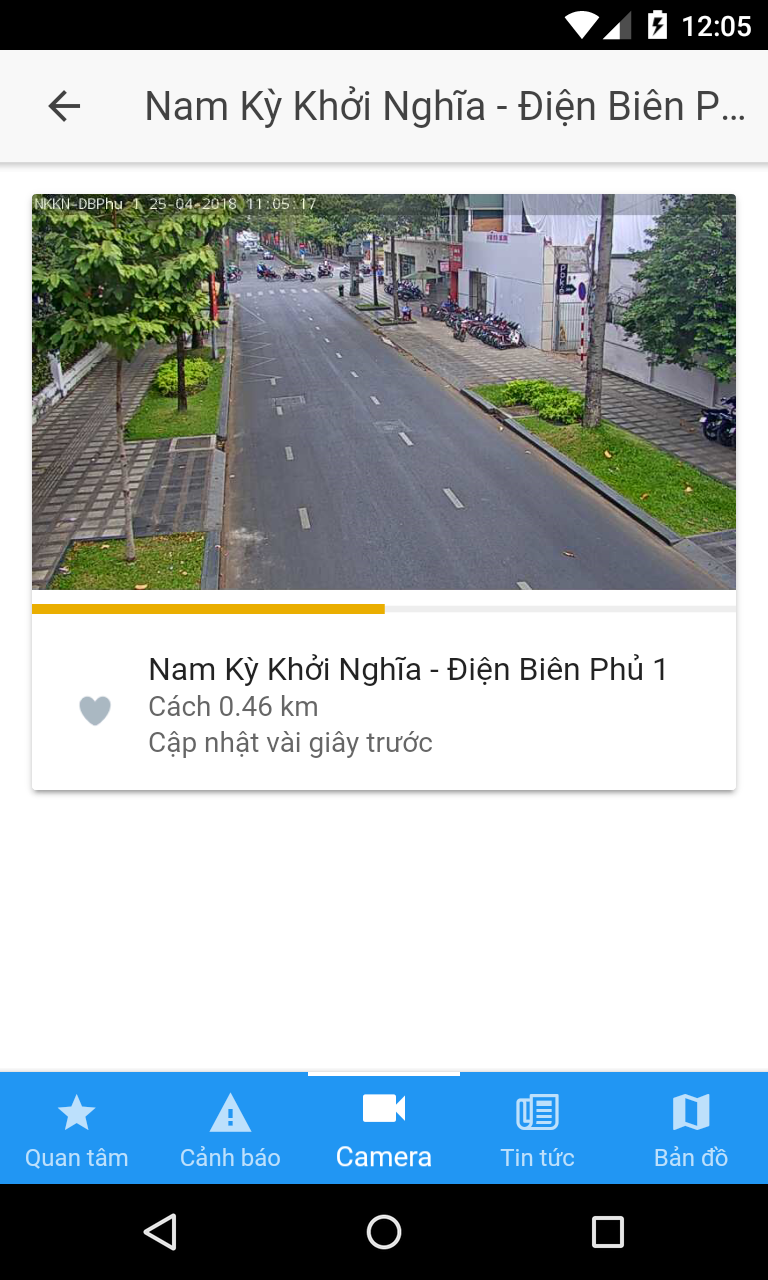 12:05
Nam Kỳ Khởi Nghĩa - Điện Biên P...
NKKN-DBPhu 1 25-04-2018 11:05:17
Nam Kỳ Khởi Nghĩa - Điện Biên Phủ 1
Cách 0.46 km
Cập nhật vài giây trước
Quan tâm
Cảnh báo
Camera
Tin tức
Bản đồ